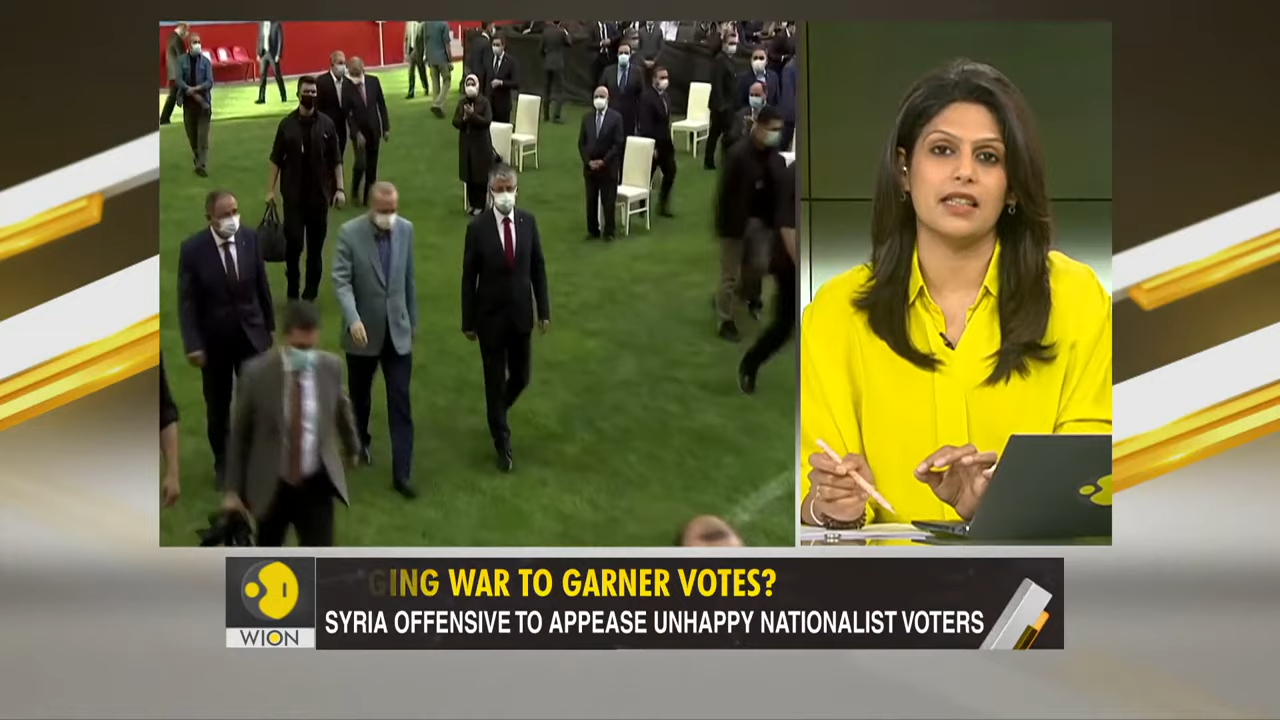 GING WAR TO GARNER VOTES?
SYRIA OFFENSIVE TO APPEASE UNHAPPY NATIONALIST VOTERS
WION